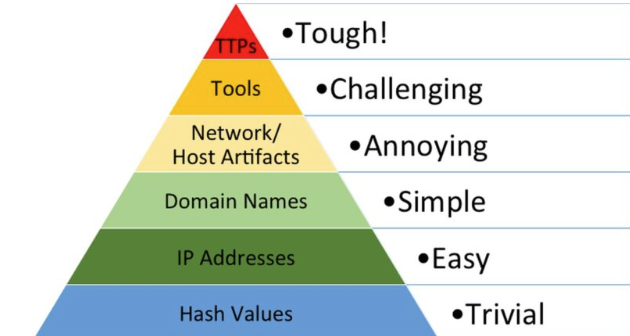 TTPs
•Tough!
Tools
•Challenging
Network/
Host Artifacts
•Annoying
Domain Names
•Simple
IP Addresses
•Easy
Hash Values
•Trivial